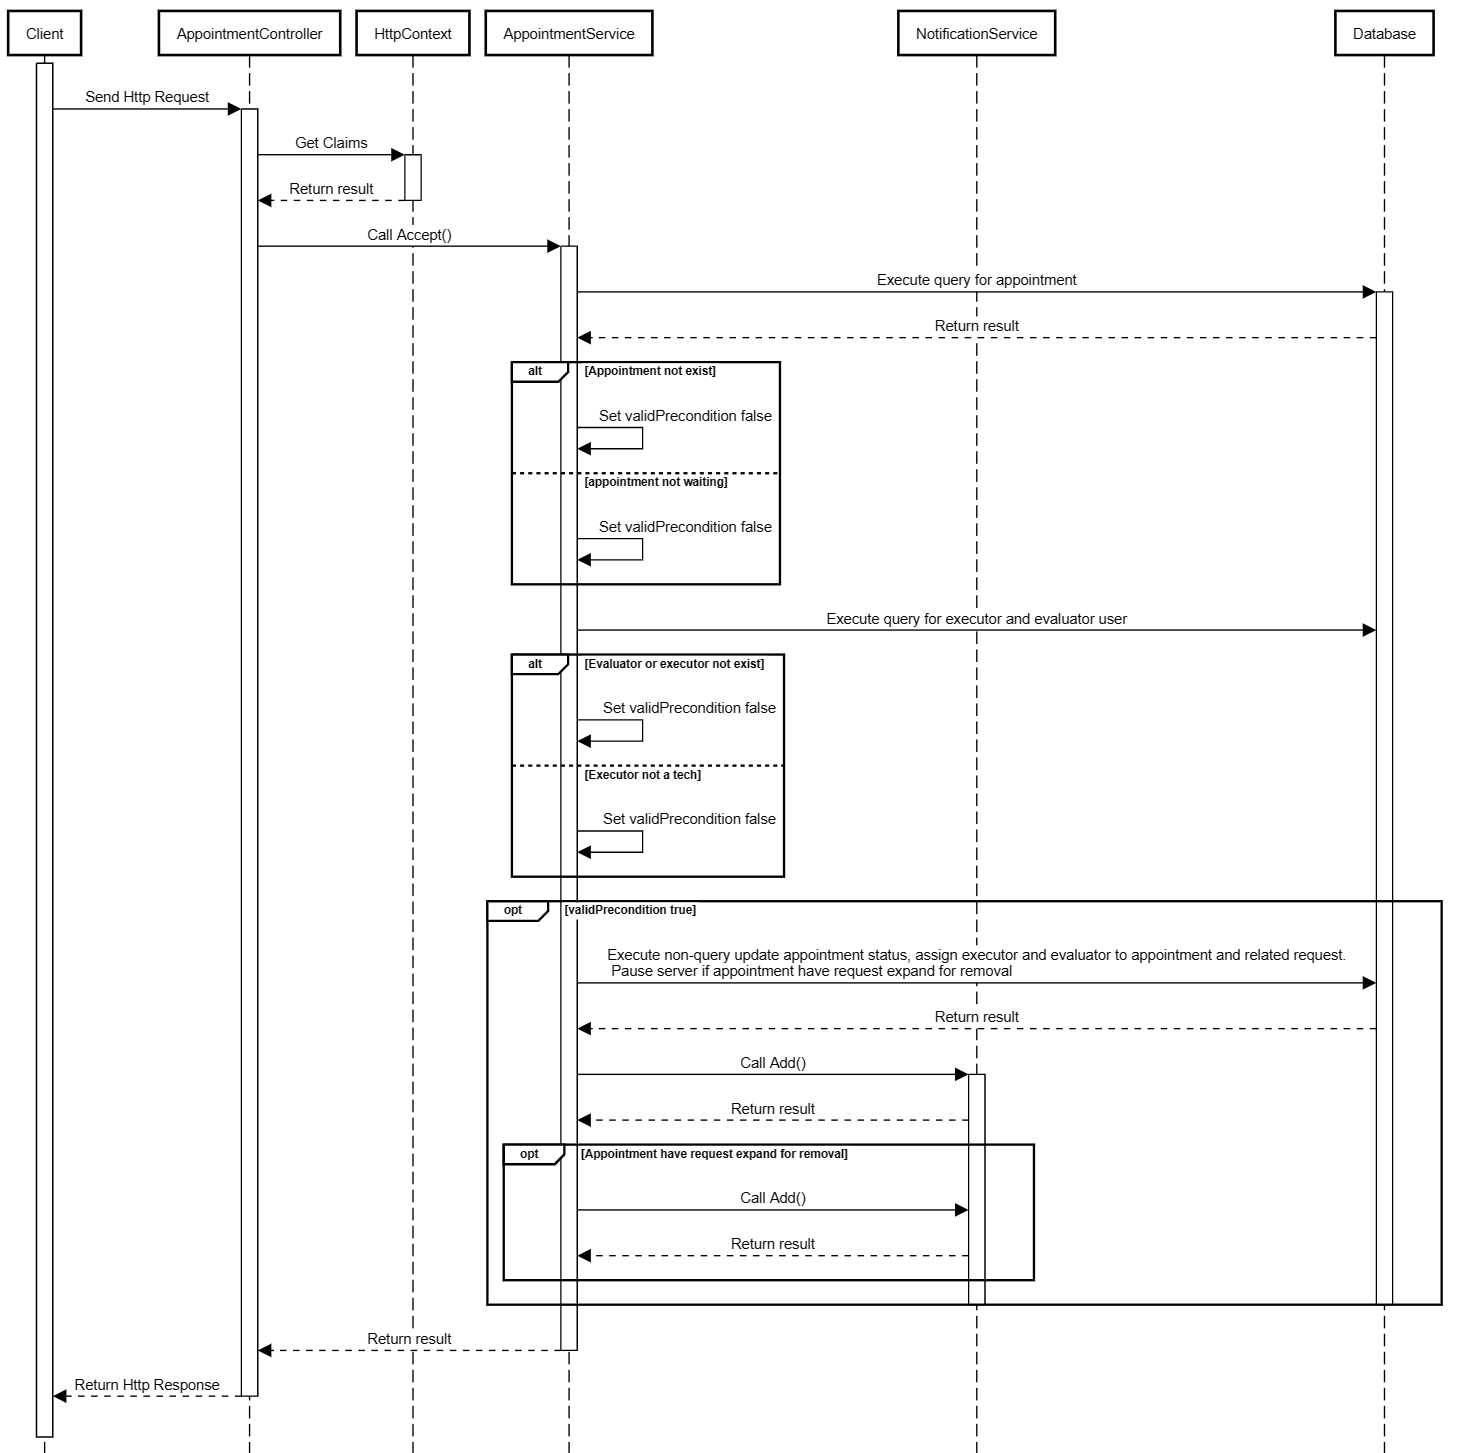 Client
AppointmentController
HttpContext
AppointmentService
NotificationService
Database
Send Http Request
Get Claims
Return result
Call Accept()
Execute query for appointment
Return result
alt
[Appointment not exist]
Set validPrecondition false
[appointment not waiting]
Set validPrecondition false
Execute query for executor and evaluator user
alt
[Evaluator or executor not exist]
Set validPrecondition false
[Executor not a tech]
Set validPrecondition false
opt
[validPrecondition true]
Execute non-query update appointment status, assign executor and evaluator to appointment and related request.
Pause server if appointment have request expand for removal
Return result
Call Add()
Return result
opt
[Appointment have request expand for removal]
Call Add()
Return result
Return result
Return Http Response